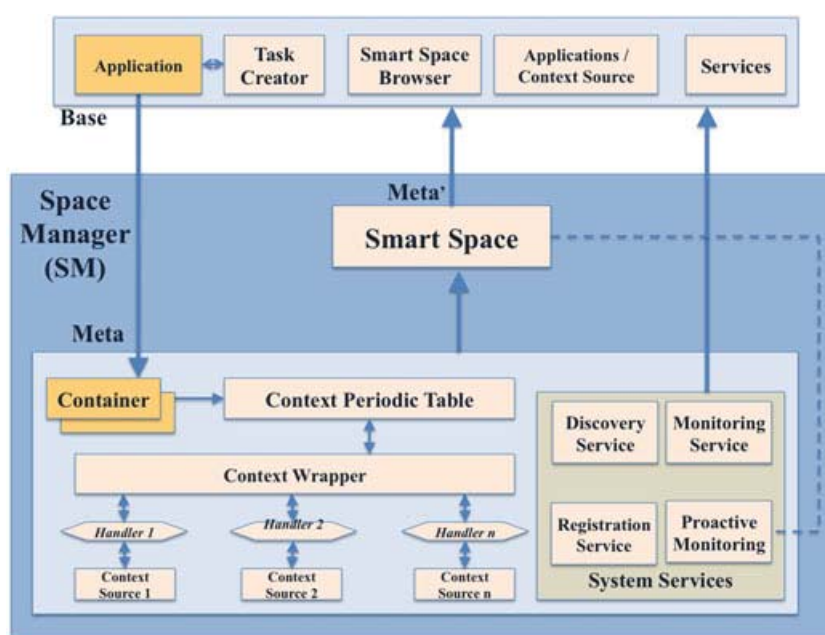 Application
Task
Creator
Smart Space
Browser
Applications /
Context Source
Services
Base
Space
Manager
(SM)
Meta'
Smart Space
Meta
Container
Context Periodic Table
Context Wrapper
Handler 1
Handler 2
Handler n
Context
Source 1
Context
Source 2
Context
Source n
Discovery
Service
Monitoring
Service
Registration
Service
Proactive
Monitoring
System Services